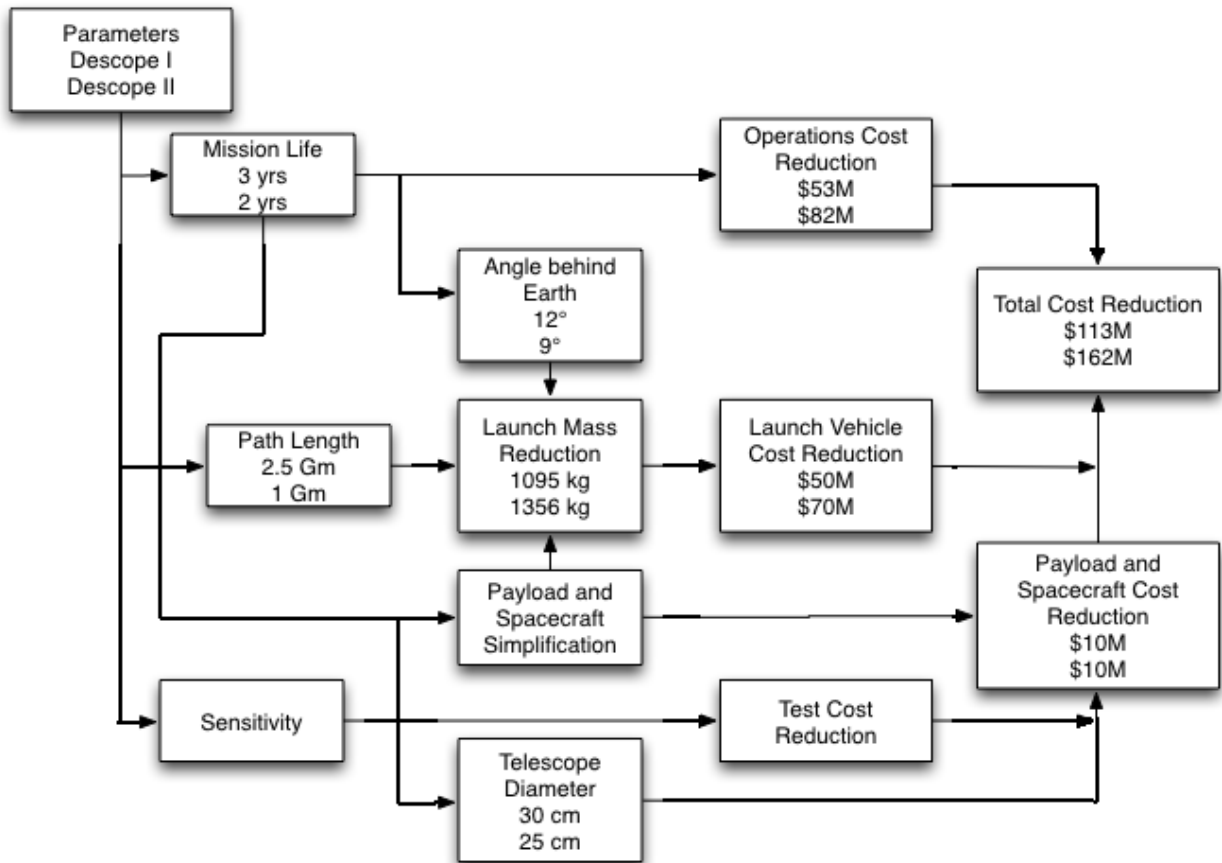 Parameters
Descope I
Descope II
Mission Life
3 yrs
2 yrs
Operations Cost
Reduction
$53M
$82M
Angle behind
Earth
12°
9°
Total Cost Reduction
$113M
$162M
Path Length
2.5 Gm
1 Gm
Launch Mass
Reduction
1095 kg
1356 kg
Launch Vehicle
Cost Reduction
$50M
$70M
Payload and
Spacecraft
Simplification
Payload and
Spacecraft Cost
Reduction
$10M
$10M
Sensitivity
Test Cost
Reduction
Telescope
Diameter
30 cm
25 cm